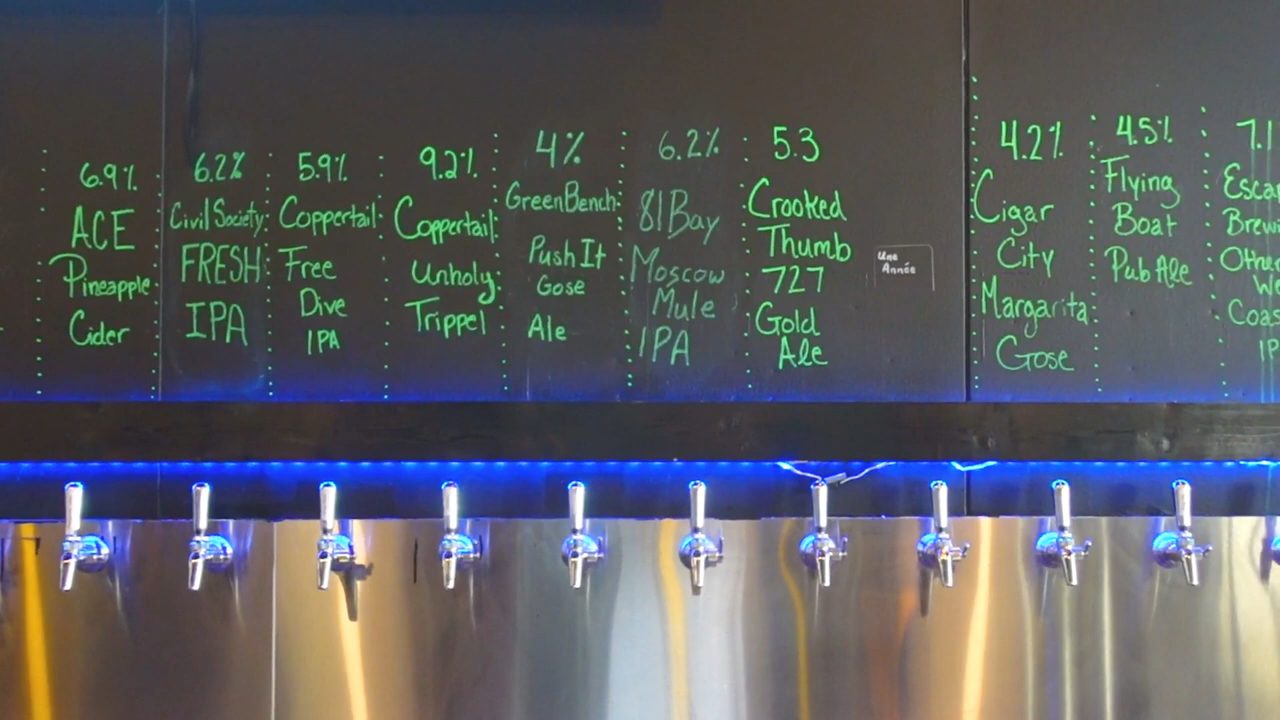 6.9%
ACE
Pineapple
Cider
6.2%
Civil Society
FRESH
IPA
5.9%
Coppertail
Free
Dive
IPA
9.2%
Coppertail
Unholy
Trippel
4%
GreenBench
Push It
Gose
Ale
6.2%
81Bay
Moscow
Mule
IPA
5.3
Crooked
Thumb
727
Gold
Ale
Une
Année
4.2%
Cigar
City
Margarita
Gose
4.5%
Flying
Boat
Pub Ale
7.1